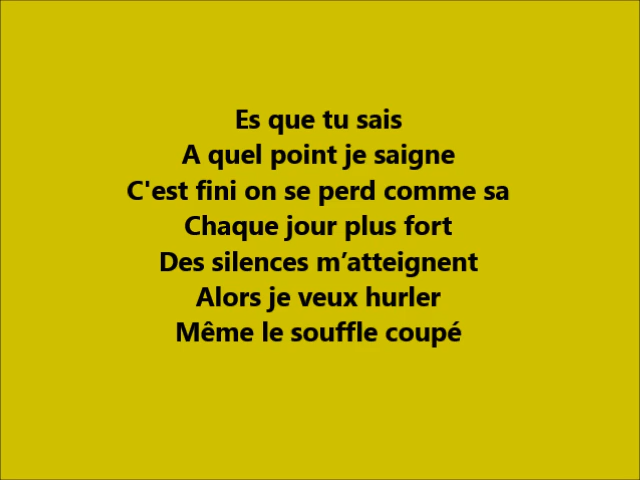 Es que tu sais
A quel point je saigne
C'est fini on se perd comme sa
Chaque jour plus fort
Des silences m’atteignent
Alors je veux hurler
Même le souffle coupé